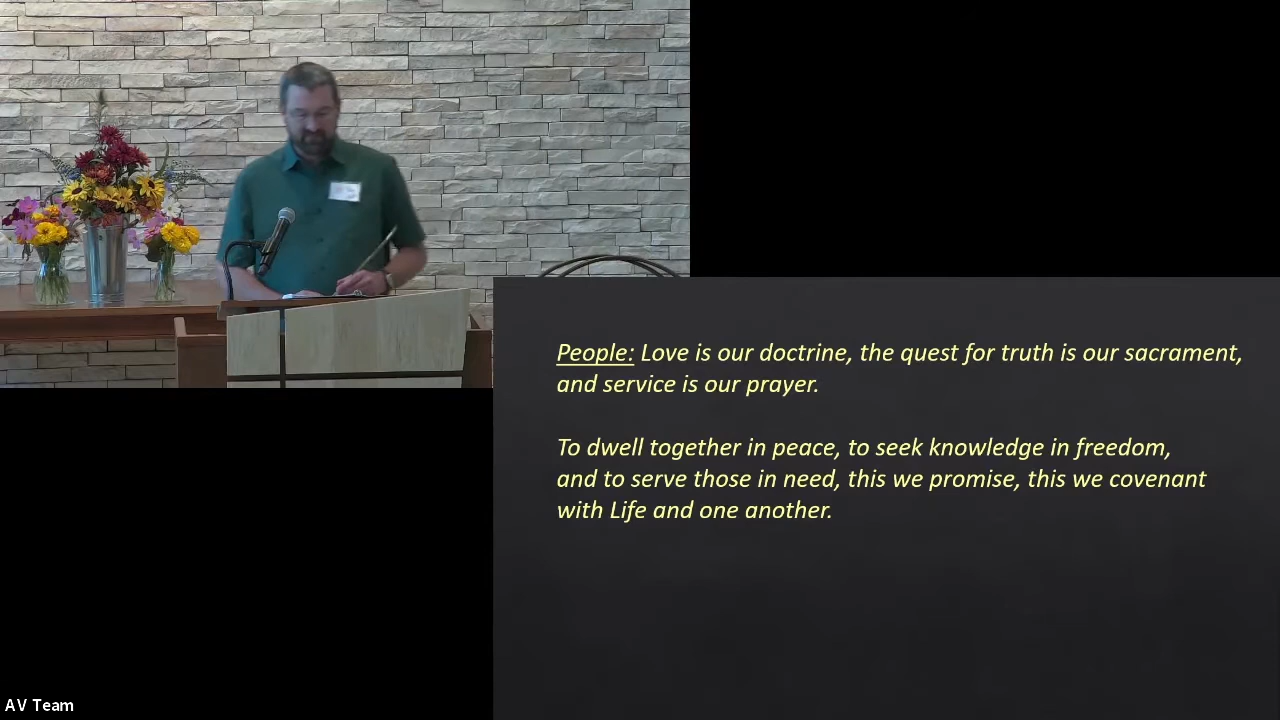 People: Love is our doctrine, the quest for truth is our sacrament,
and service is our prayer.
To dwell together in peace, to seek knowledge in freedom,
and to serve those in need, this we promise, this we covenant
with Life and one another.
AV Team